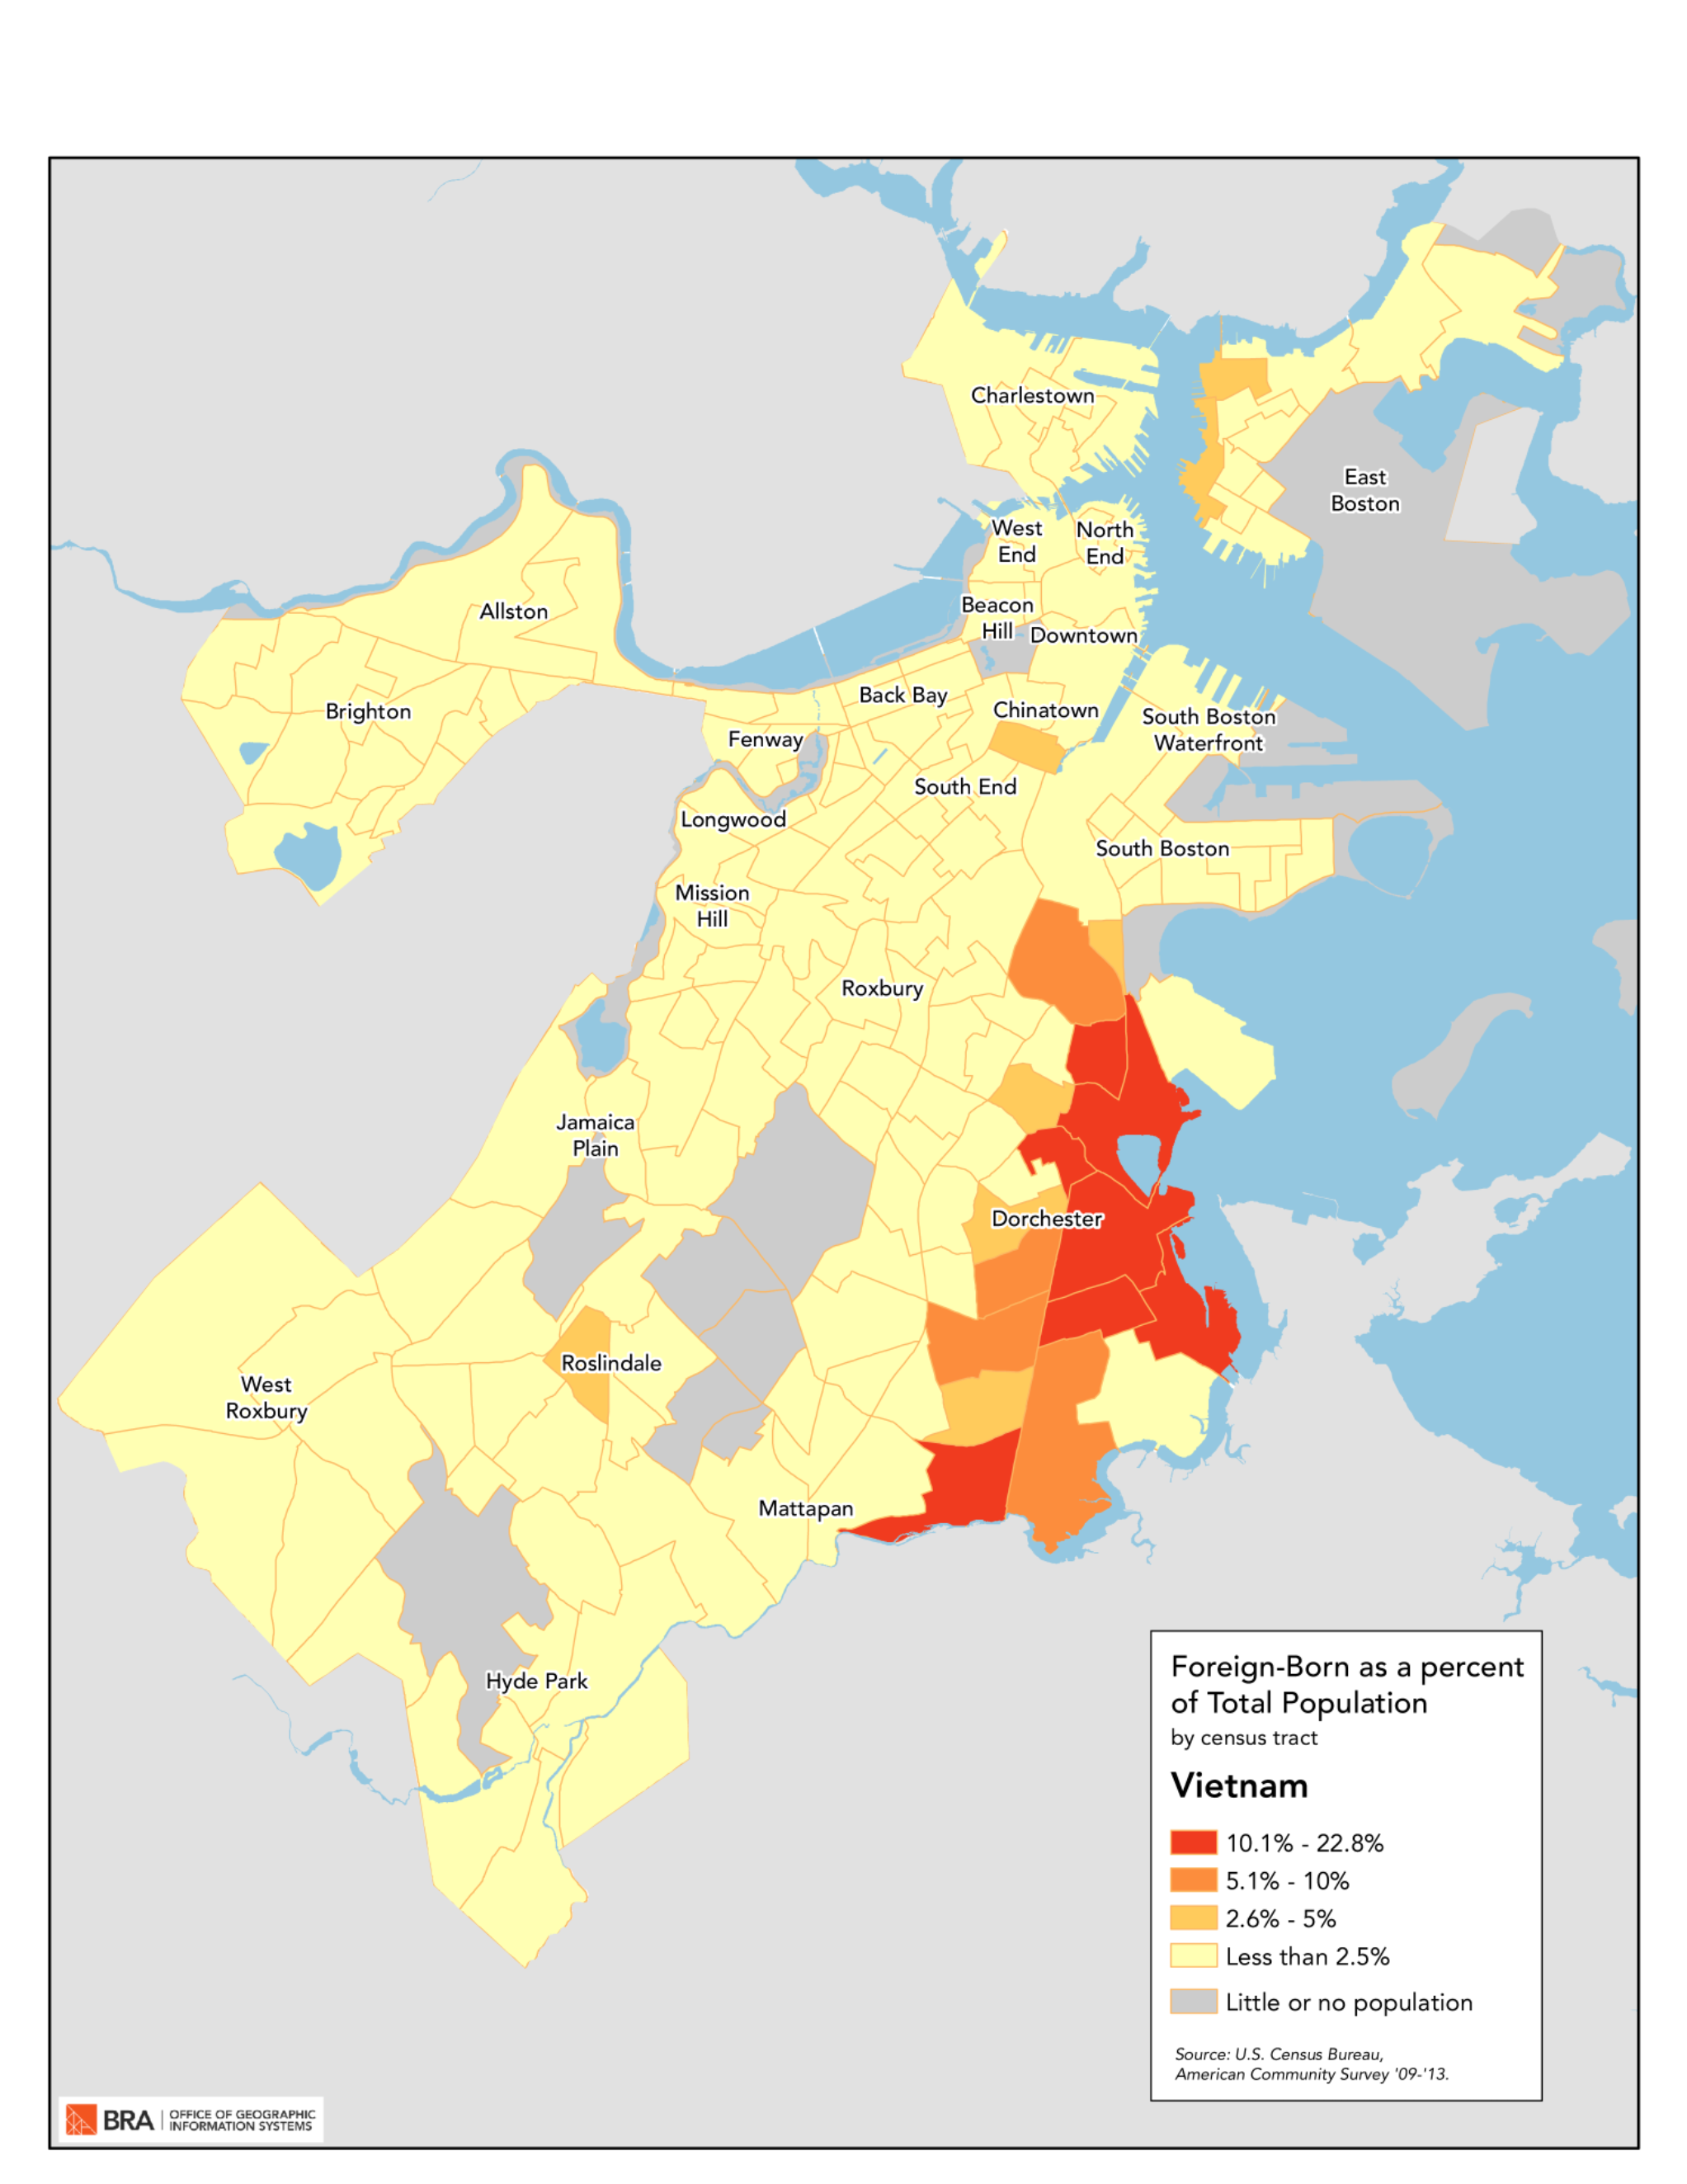 Charlestown
East
Boston
West
End
North
End
Allston
Beacon
Hill
Downtown
Back Bay
Chinatown
Brighton
South Boston
Waterfront
Fenway
South End
Longwood
South Boston
Mission
Hill
Roxbury
Jamaica
Plain
Dorchester
Roslindale
West
Roxbury
Mattapan
Hyde Park
Foreign-Born as a percent
of Total Population
by census tract
Vietnam
10.1% - 22.8%
5.1% - 10%
2.6% - 5%
Less than 2.5%
Little or no population
Source: U.S. Census Bureau,
American Community Survey '09-'13.
BRA
OFFICE OF GEOGRAPHIC
INFORMATION SYSTEMS